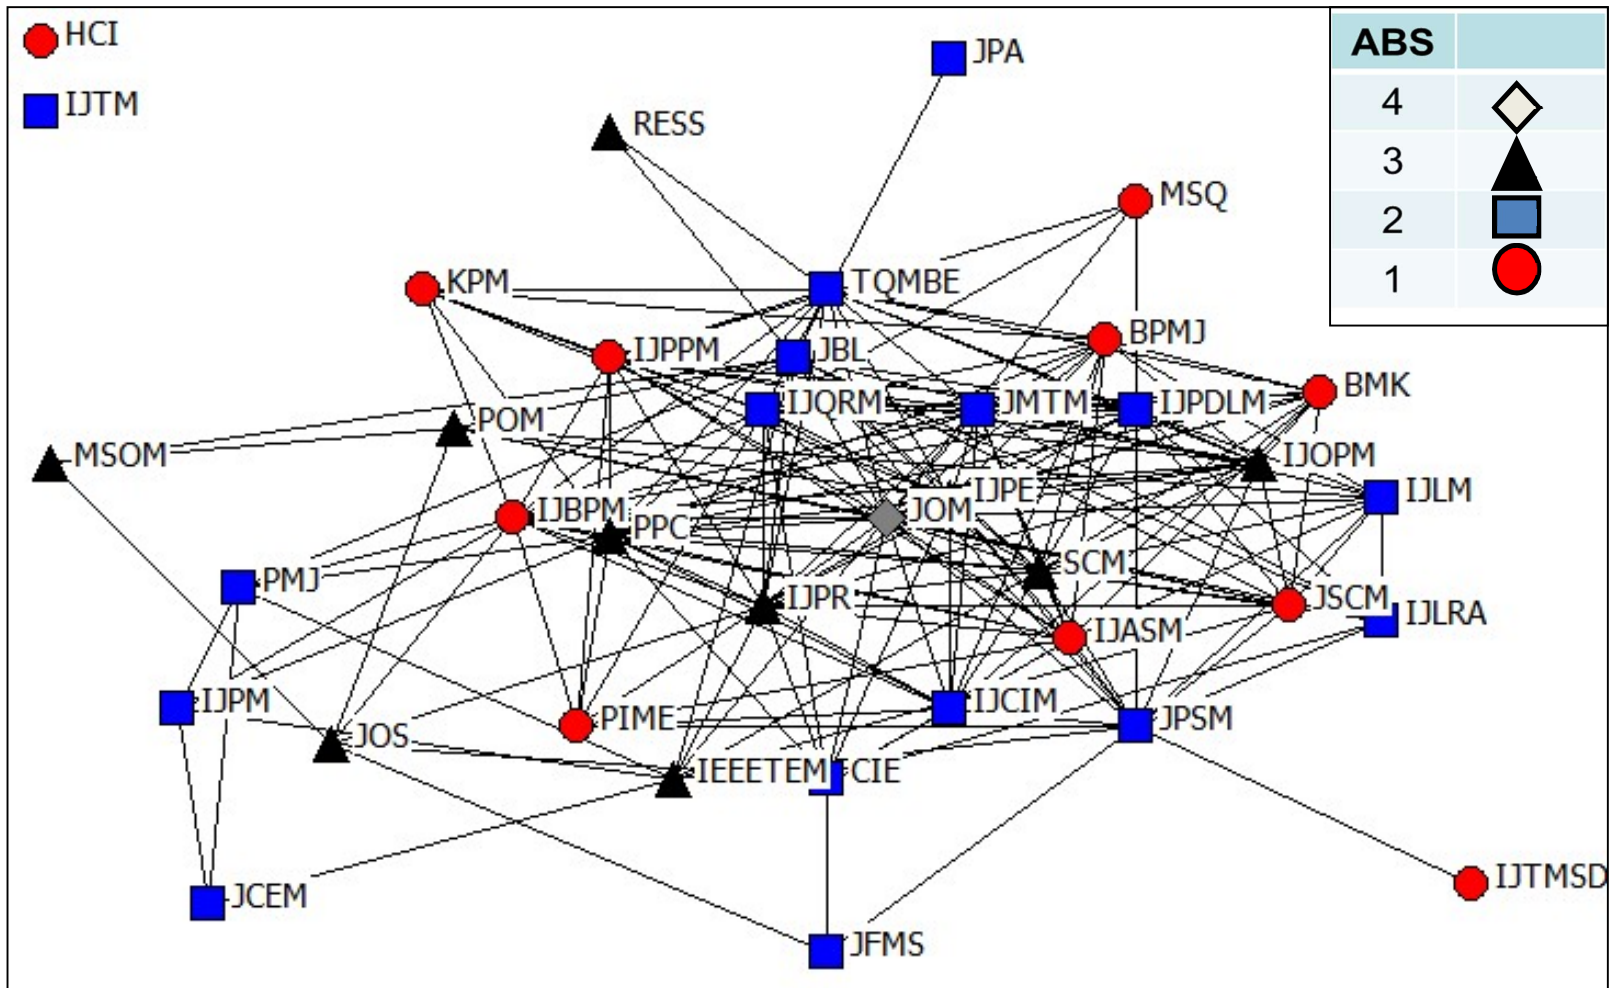 HCI
IJTM
JPA
RESS
MSQ
KPM
TQMBE
IJPPM
JBL
BPMJ
BMK
IJQRM
JMTM
IJPDLM
POM
MSOM
IJOPM
IJBPM
PPC
JOM
IJPE
IJLM
PMJ
IJPR
SCM
JSCM
IJLRA
IJASM
IJPM
JOS
PIME
IEEETEM
CIE
IJCIM
JPSM
JCEM
JFMS
IJTMSD
ABS
4
3
2
1